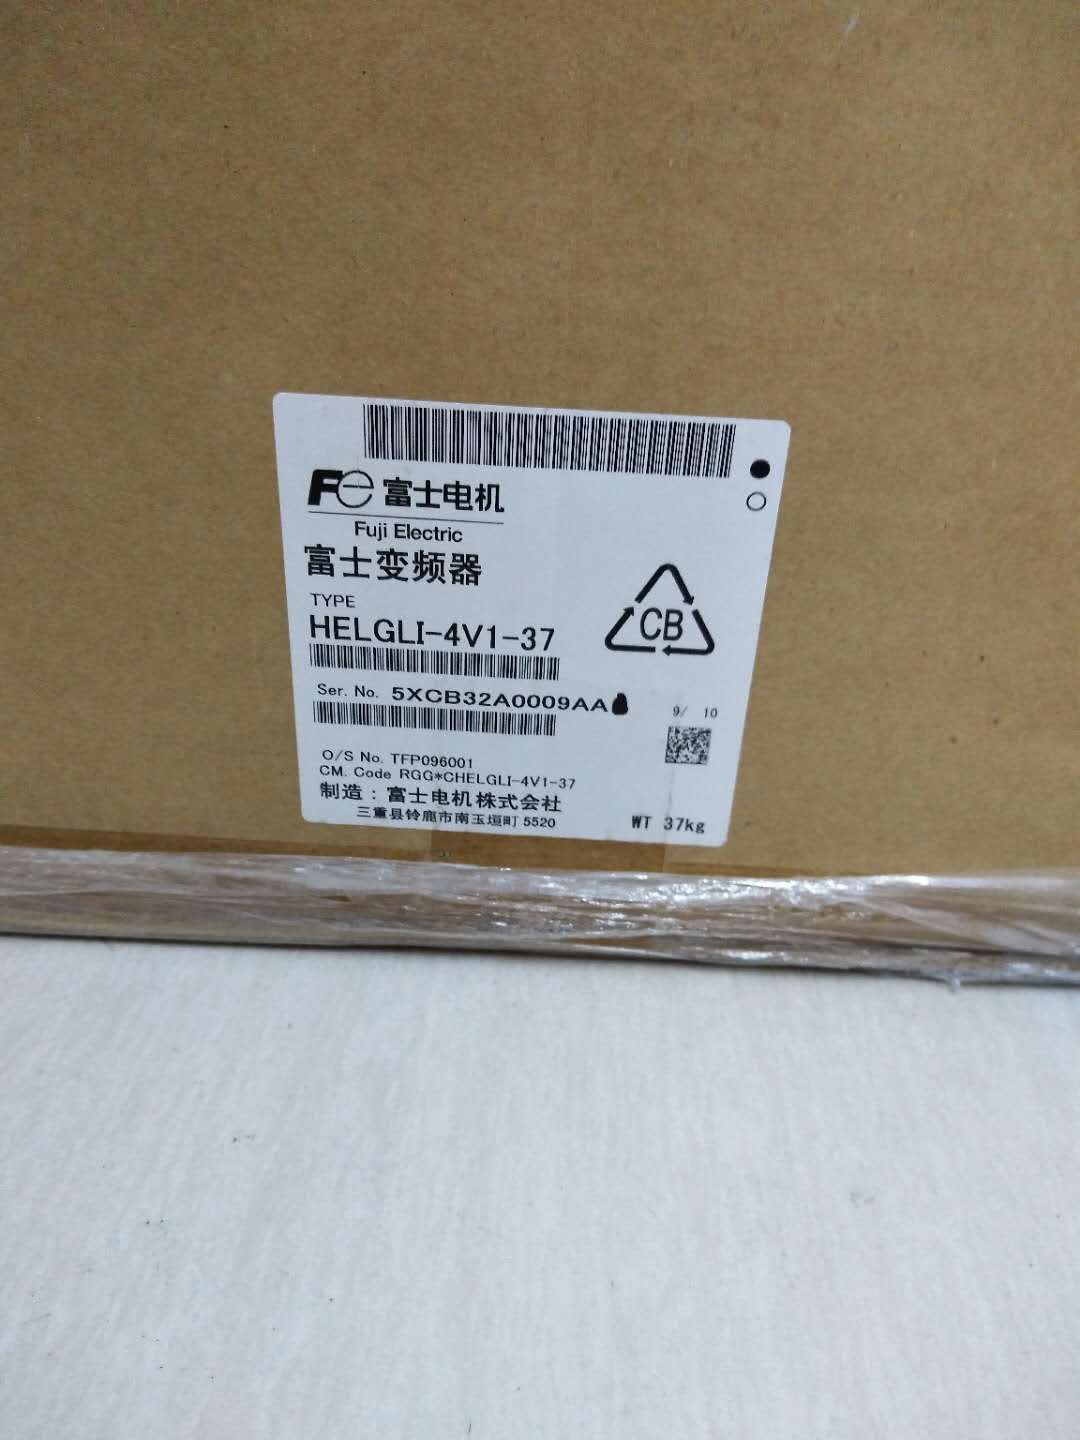 Fe 富士电机
Fuji Electric
富士变频器
TYPE
HELGLI-4V1-37
CB
Ser. No. 5XCB32A0009AA
9/ 10
O/S No. TFP096001
CM. Code RGG*CHELGLI-4V1-37
制造：富士电机株式会社
三重县铃鹿市南玉垣町 5520
WT 37kg